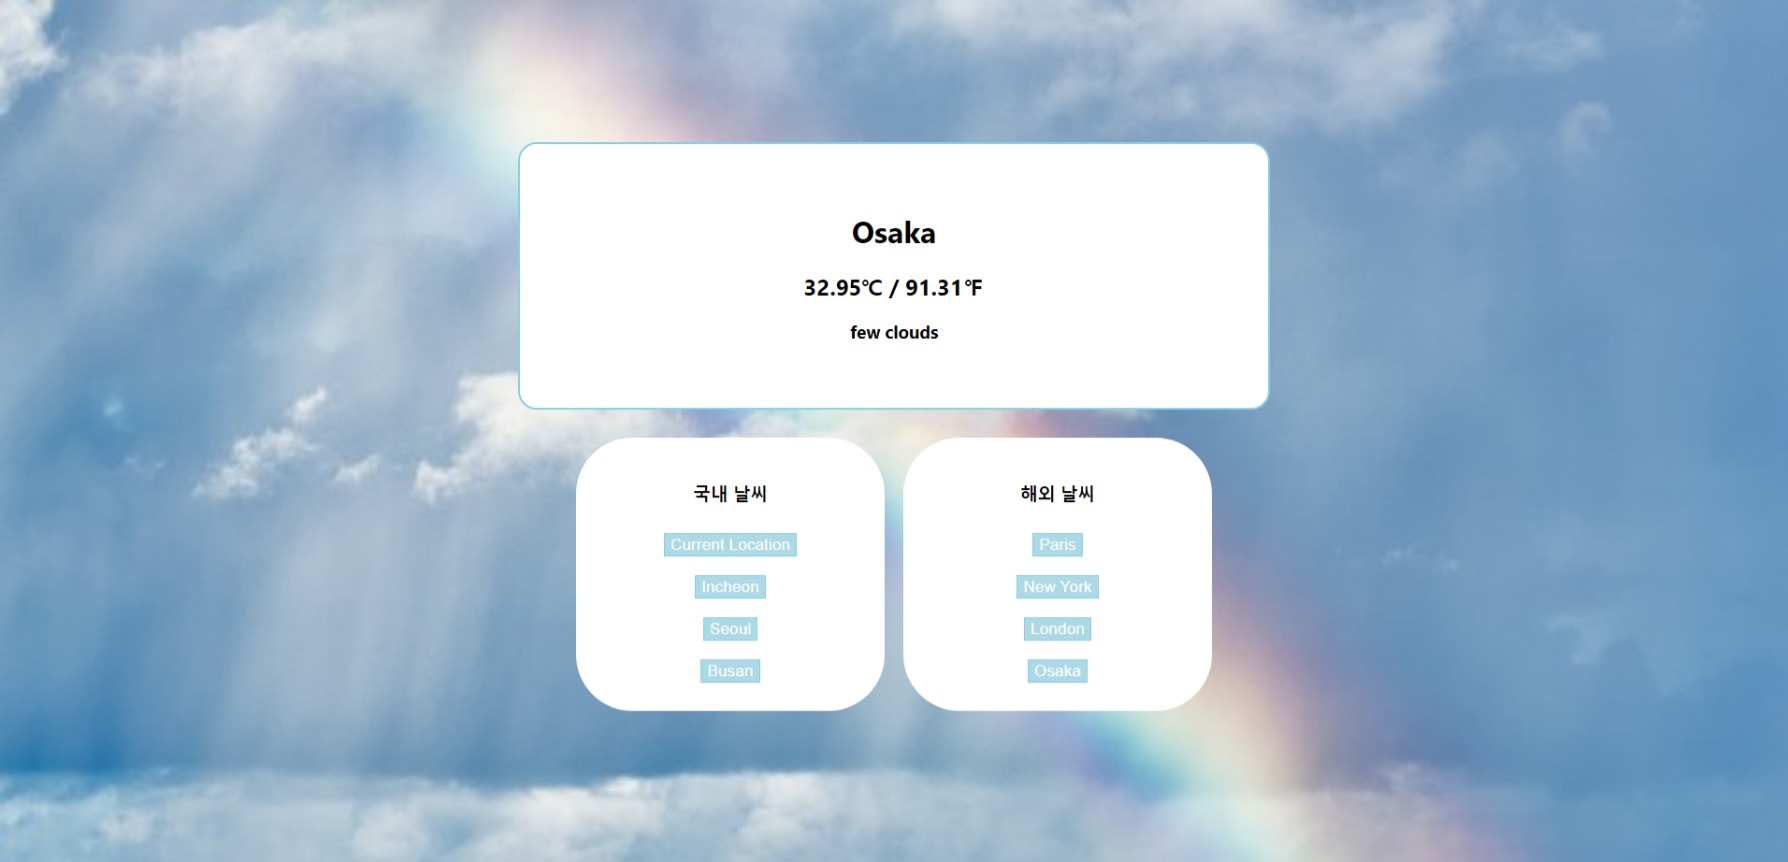 Osaka
32.95℃ / 91.31℉
few clouds
국내 날씨
Current Location
Incheon
Seoul
Busan
해외 날씨
Paris
New York
London
Osaka